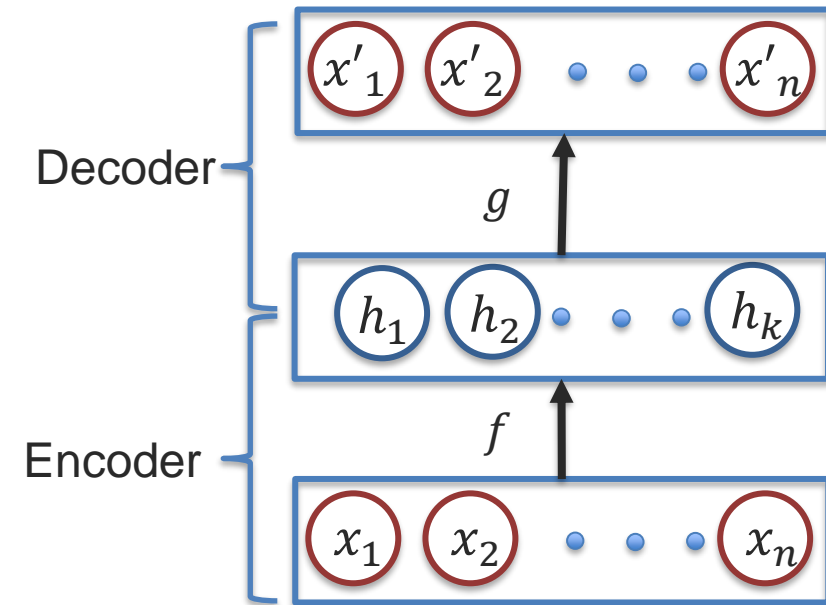 x'₁ x'₂ x'ₙ
Decoder
g
h₁ h₂ hₖ
f
Encoder
x₁ x₂ xₙ